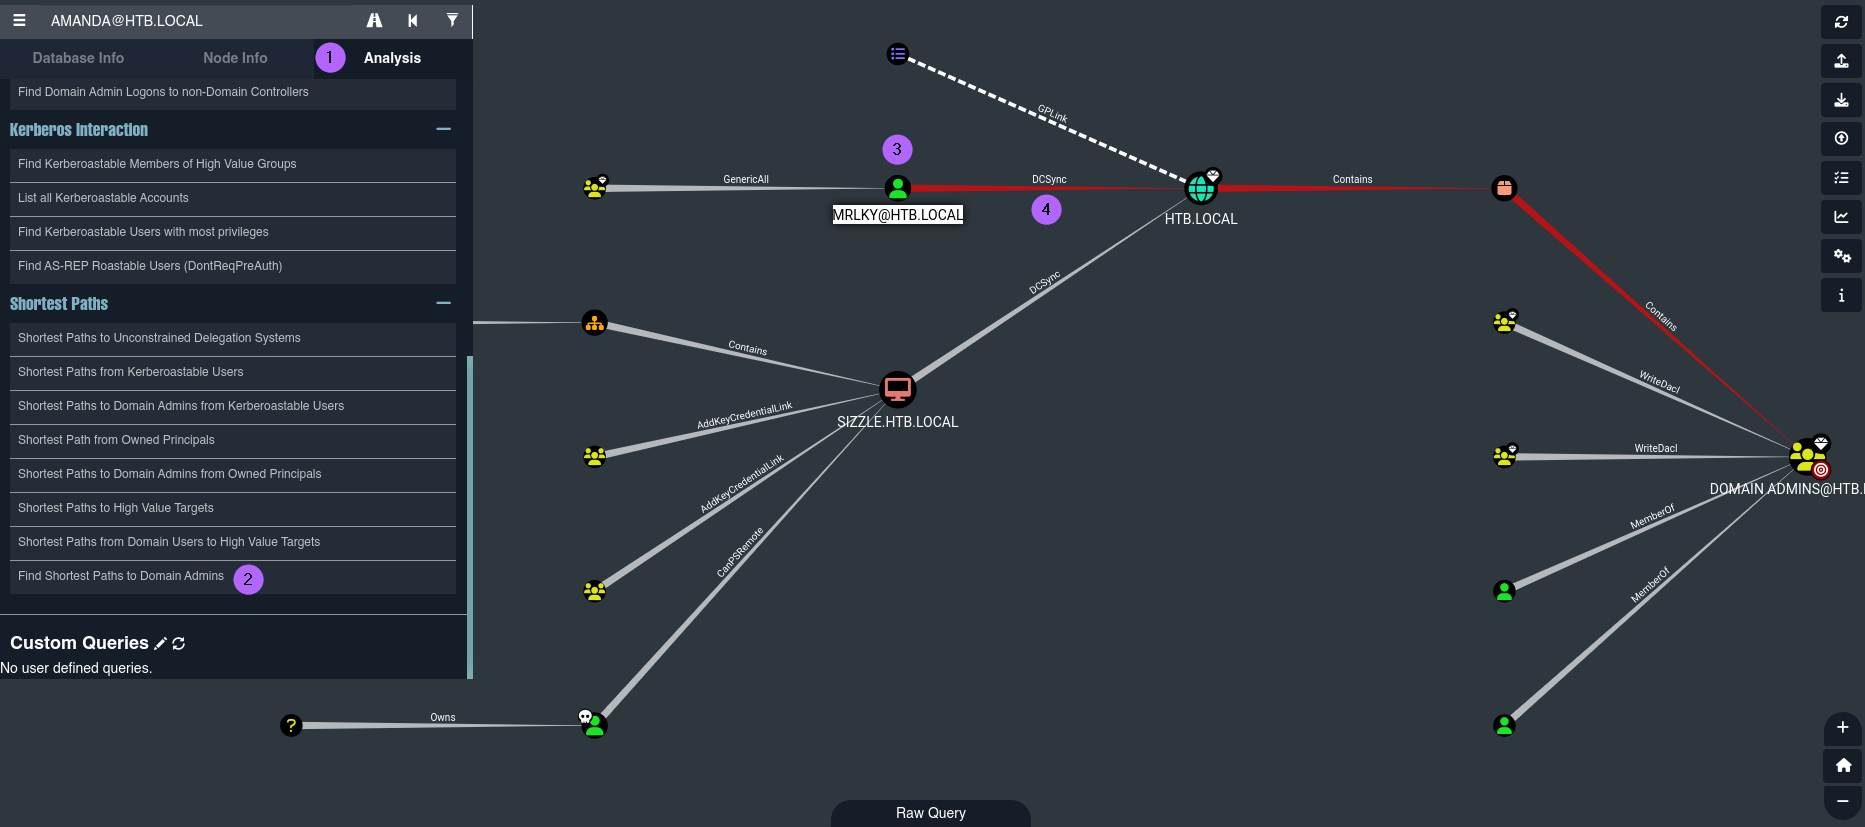 AMANDA@HTB.LOCAL
Database Info
Node Info
1
Analysis
Find Domain Admin Logons to non-Domain Controllers
Kerberos Interaction
Find Kerberoastable Members of High Value Groups
List all Kerberoastable Accounts
Find Kerberoastable Users with most privileges
Find AS-REP Roastable Users (DontReqPreAuth)
Shortest Paths
Shortest Paths to Unconstrained Delegation Systems
Shortest Paths from Kerberoastable Users
Shortest Paths to Domain Admins from Kerberoastable Users
Shortest Path from Owned Principals
Shortest Paths to Domain Admins from Owned Principals
Shortest Paths to High Value Targets
Shortest Paths from Domain Users to High Value Targets
Find Shortest Paths to Domain Admins
2
Custom Queries
No user defined queries.
GPLink
3
GenericAll
DCSync
Contains
4
MRLKY@HTB.LOCAL
HTB.LOCAL
DCSync
Contains
Contains
WriteDacl
AddKeyCredentialLink
SIZZLE.HTB.LOCAL
WriteDacl
AddKeyCredentialLink
DOMAIN ADMINS@HTB.
CanPSRemote
MemberOf
MemberOf
Owns
?
Raw Query